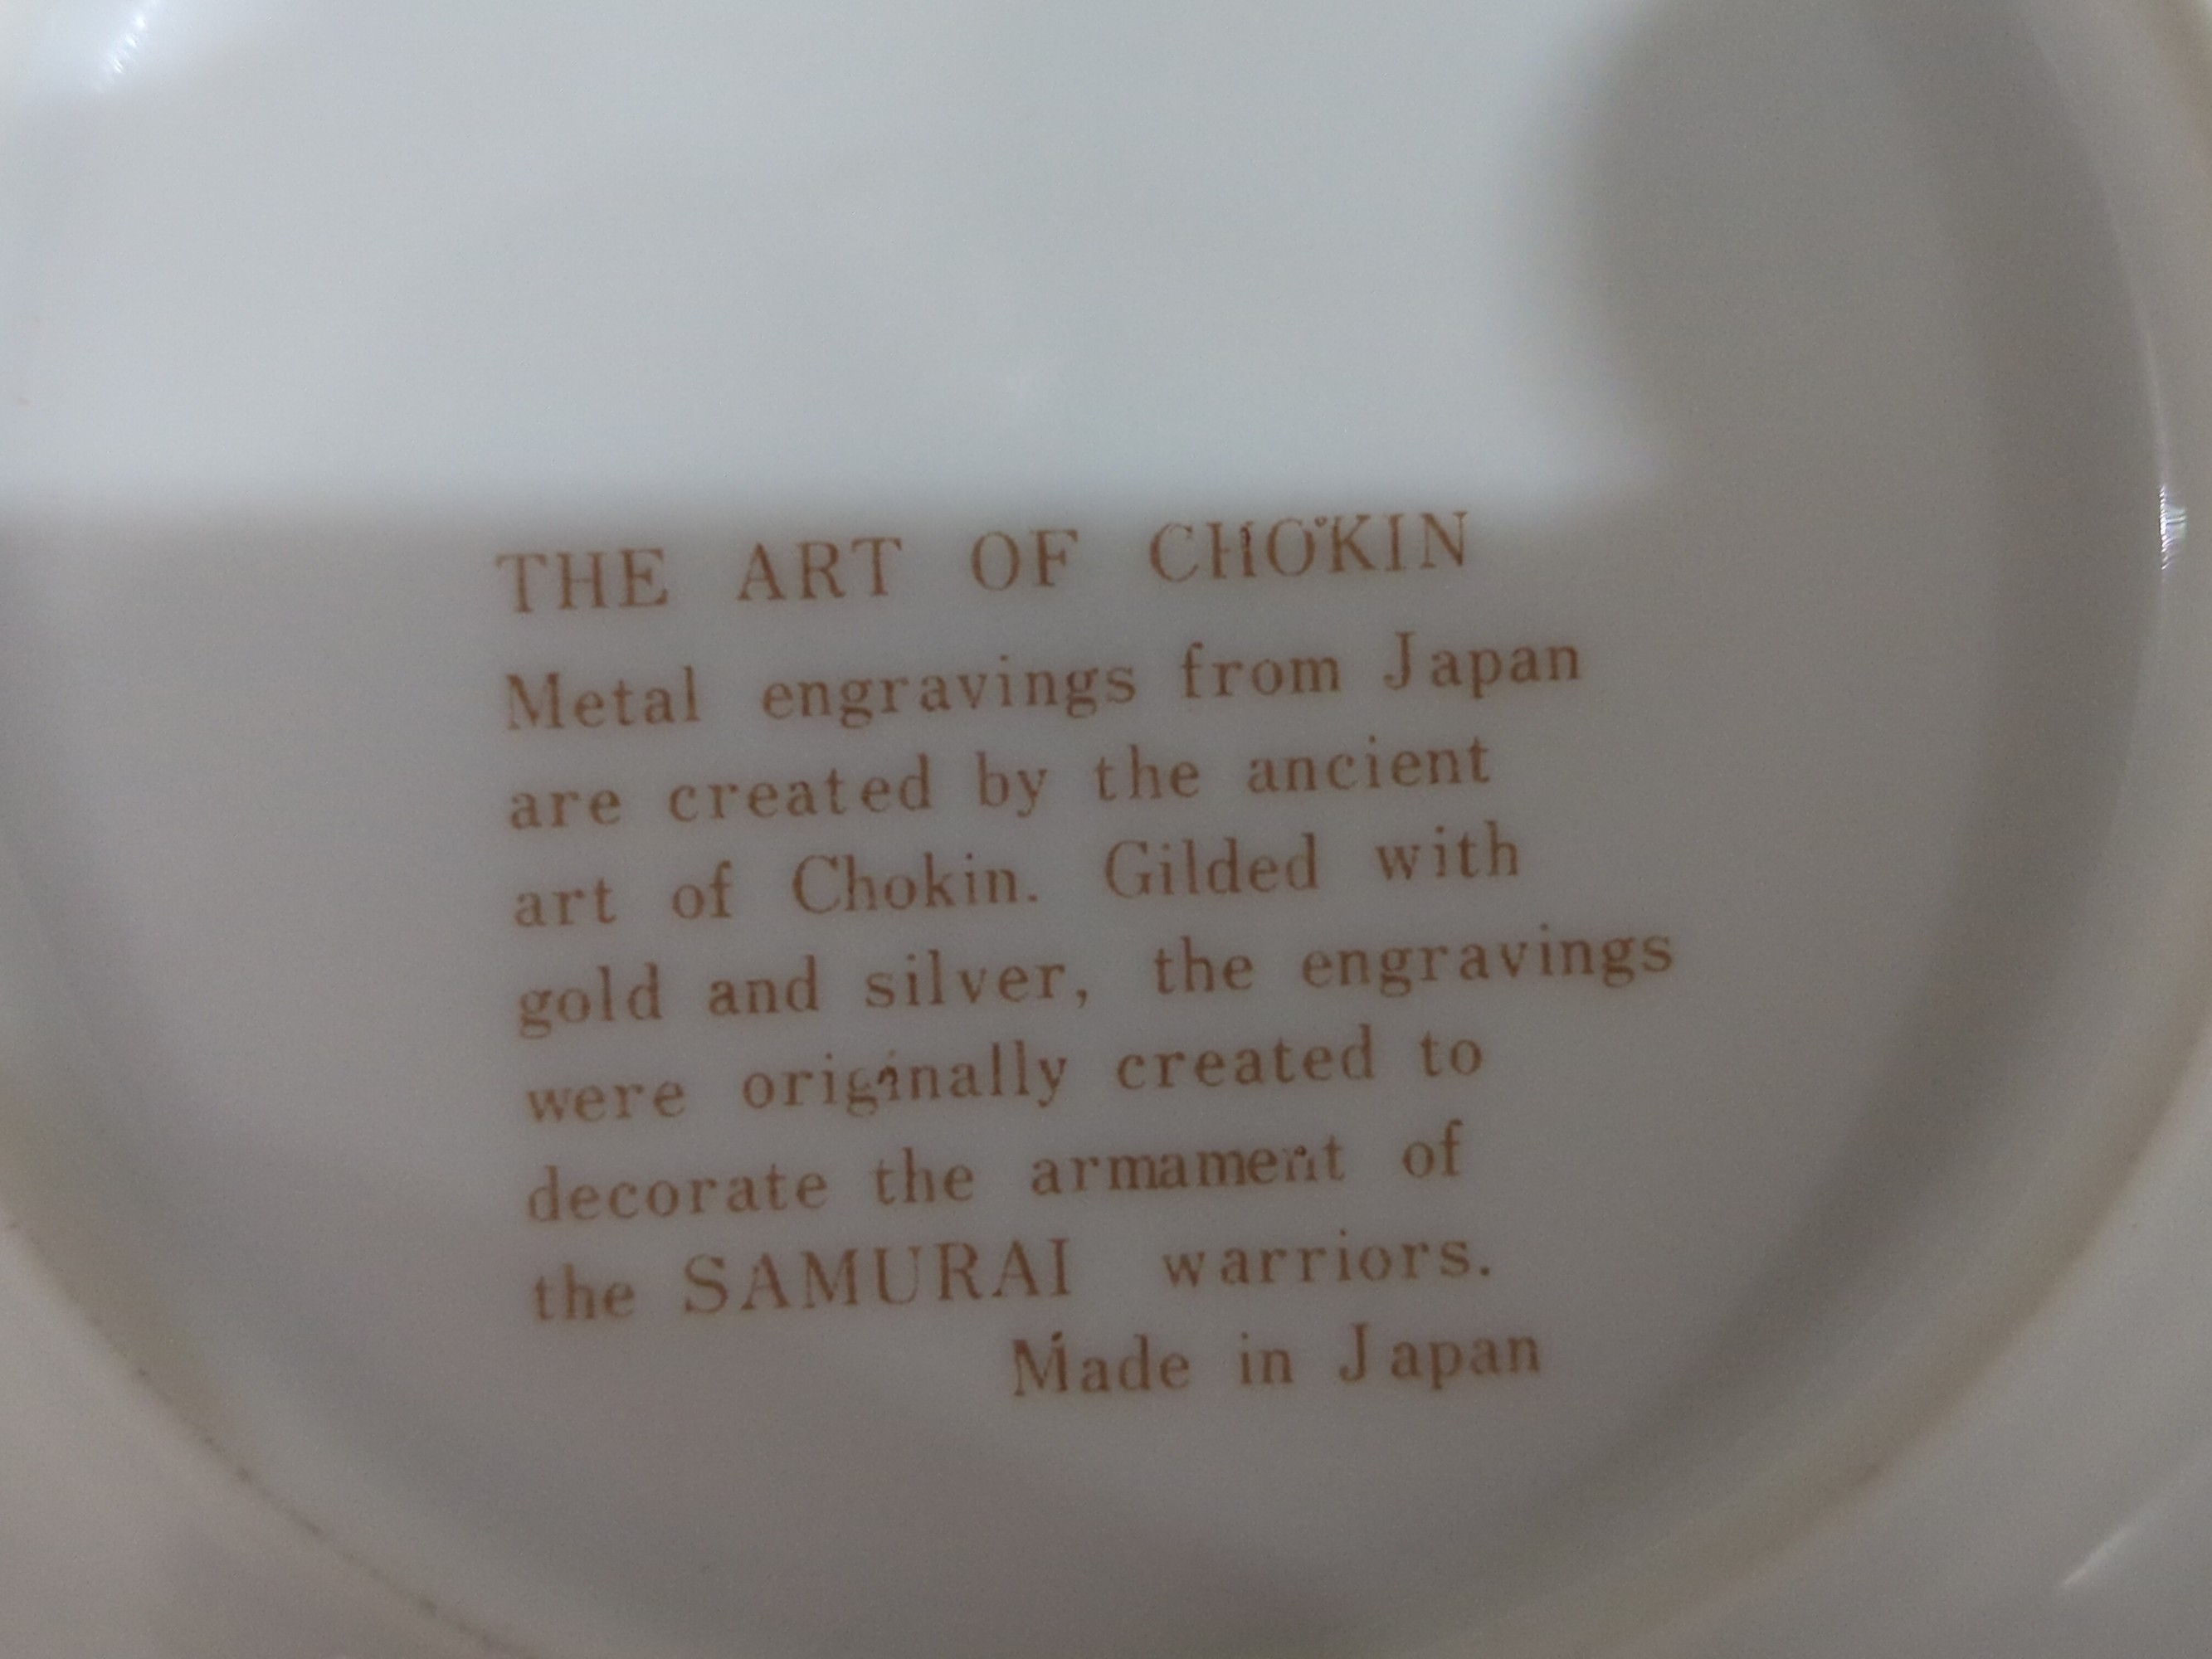 THE ART OF CHOKIN
Metal engravings from Japan
are created by the ancient
art of Chokin. Gilded with
gold and silver, the engravings
were originally created to
decorate the armament of
the SAMURAI warriors.
Made in Japan